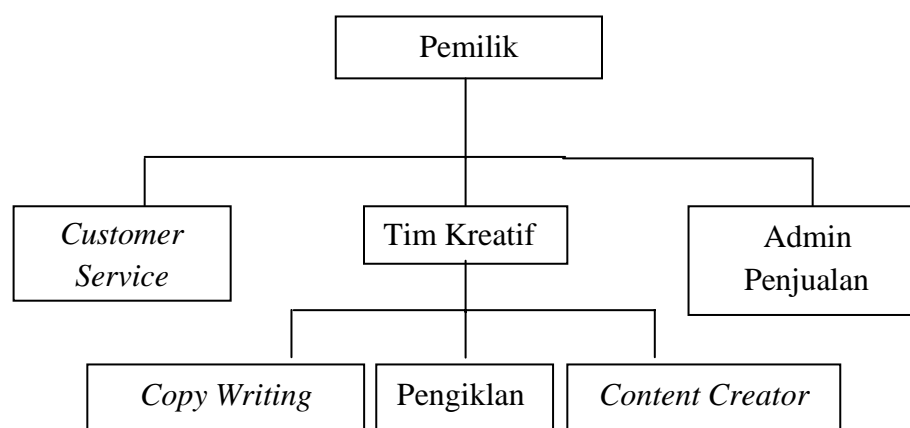 Pemilik
Customer
Service
Tim Kreatif
Admin
Penjualan
Copy Writing
Pengiklan
Content Creator